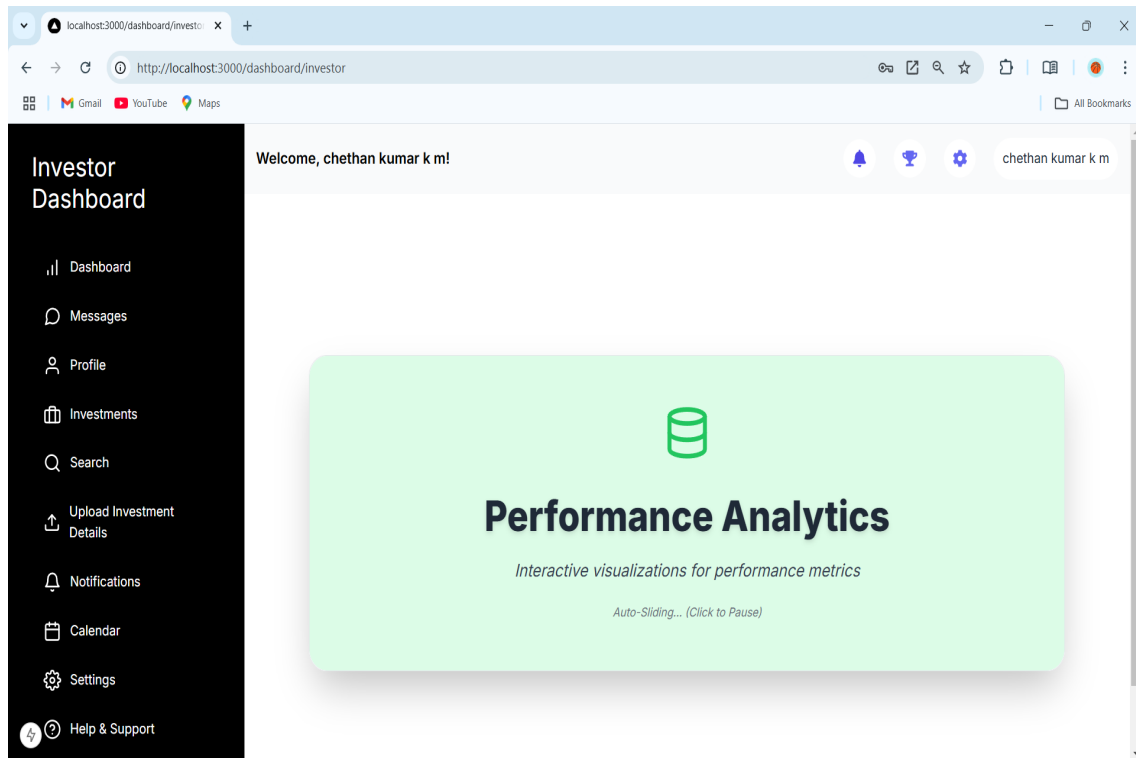 localhost:3000/dashboard/investor
http://localhost:3000/dashboard/investor
Gmail
YouTube
Maps
All Bookmarks
Investor
Dashboard
Dashboard
Messages
Profile
Investments
Search
Upload Investment
Details
Notifications
Calendar
Settings
Help & Support
Welcome, chethan kumar k m!
chethan kumar k m
Performance Analytics
Interactive visualizations for performance metrics
Auto-Sliding... (Click to Pause)